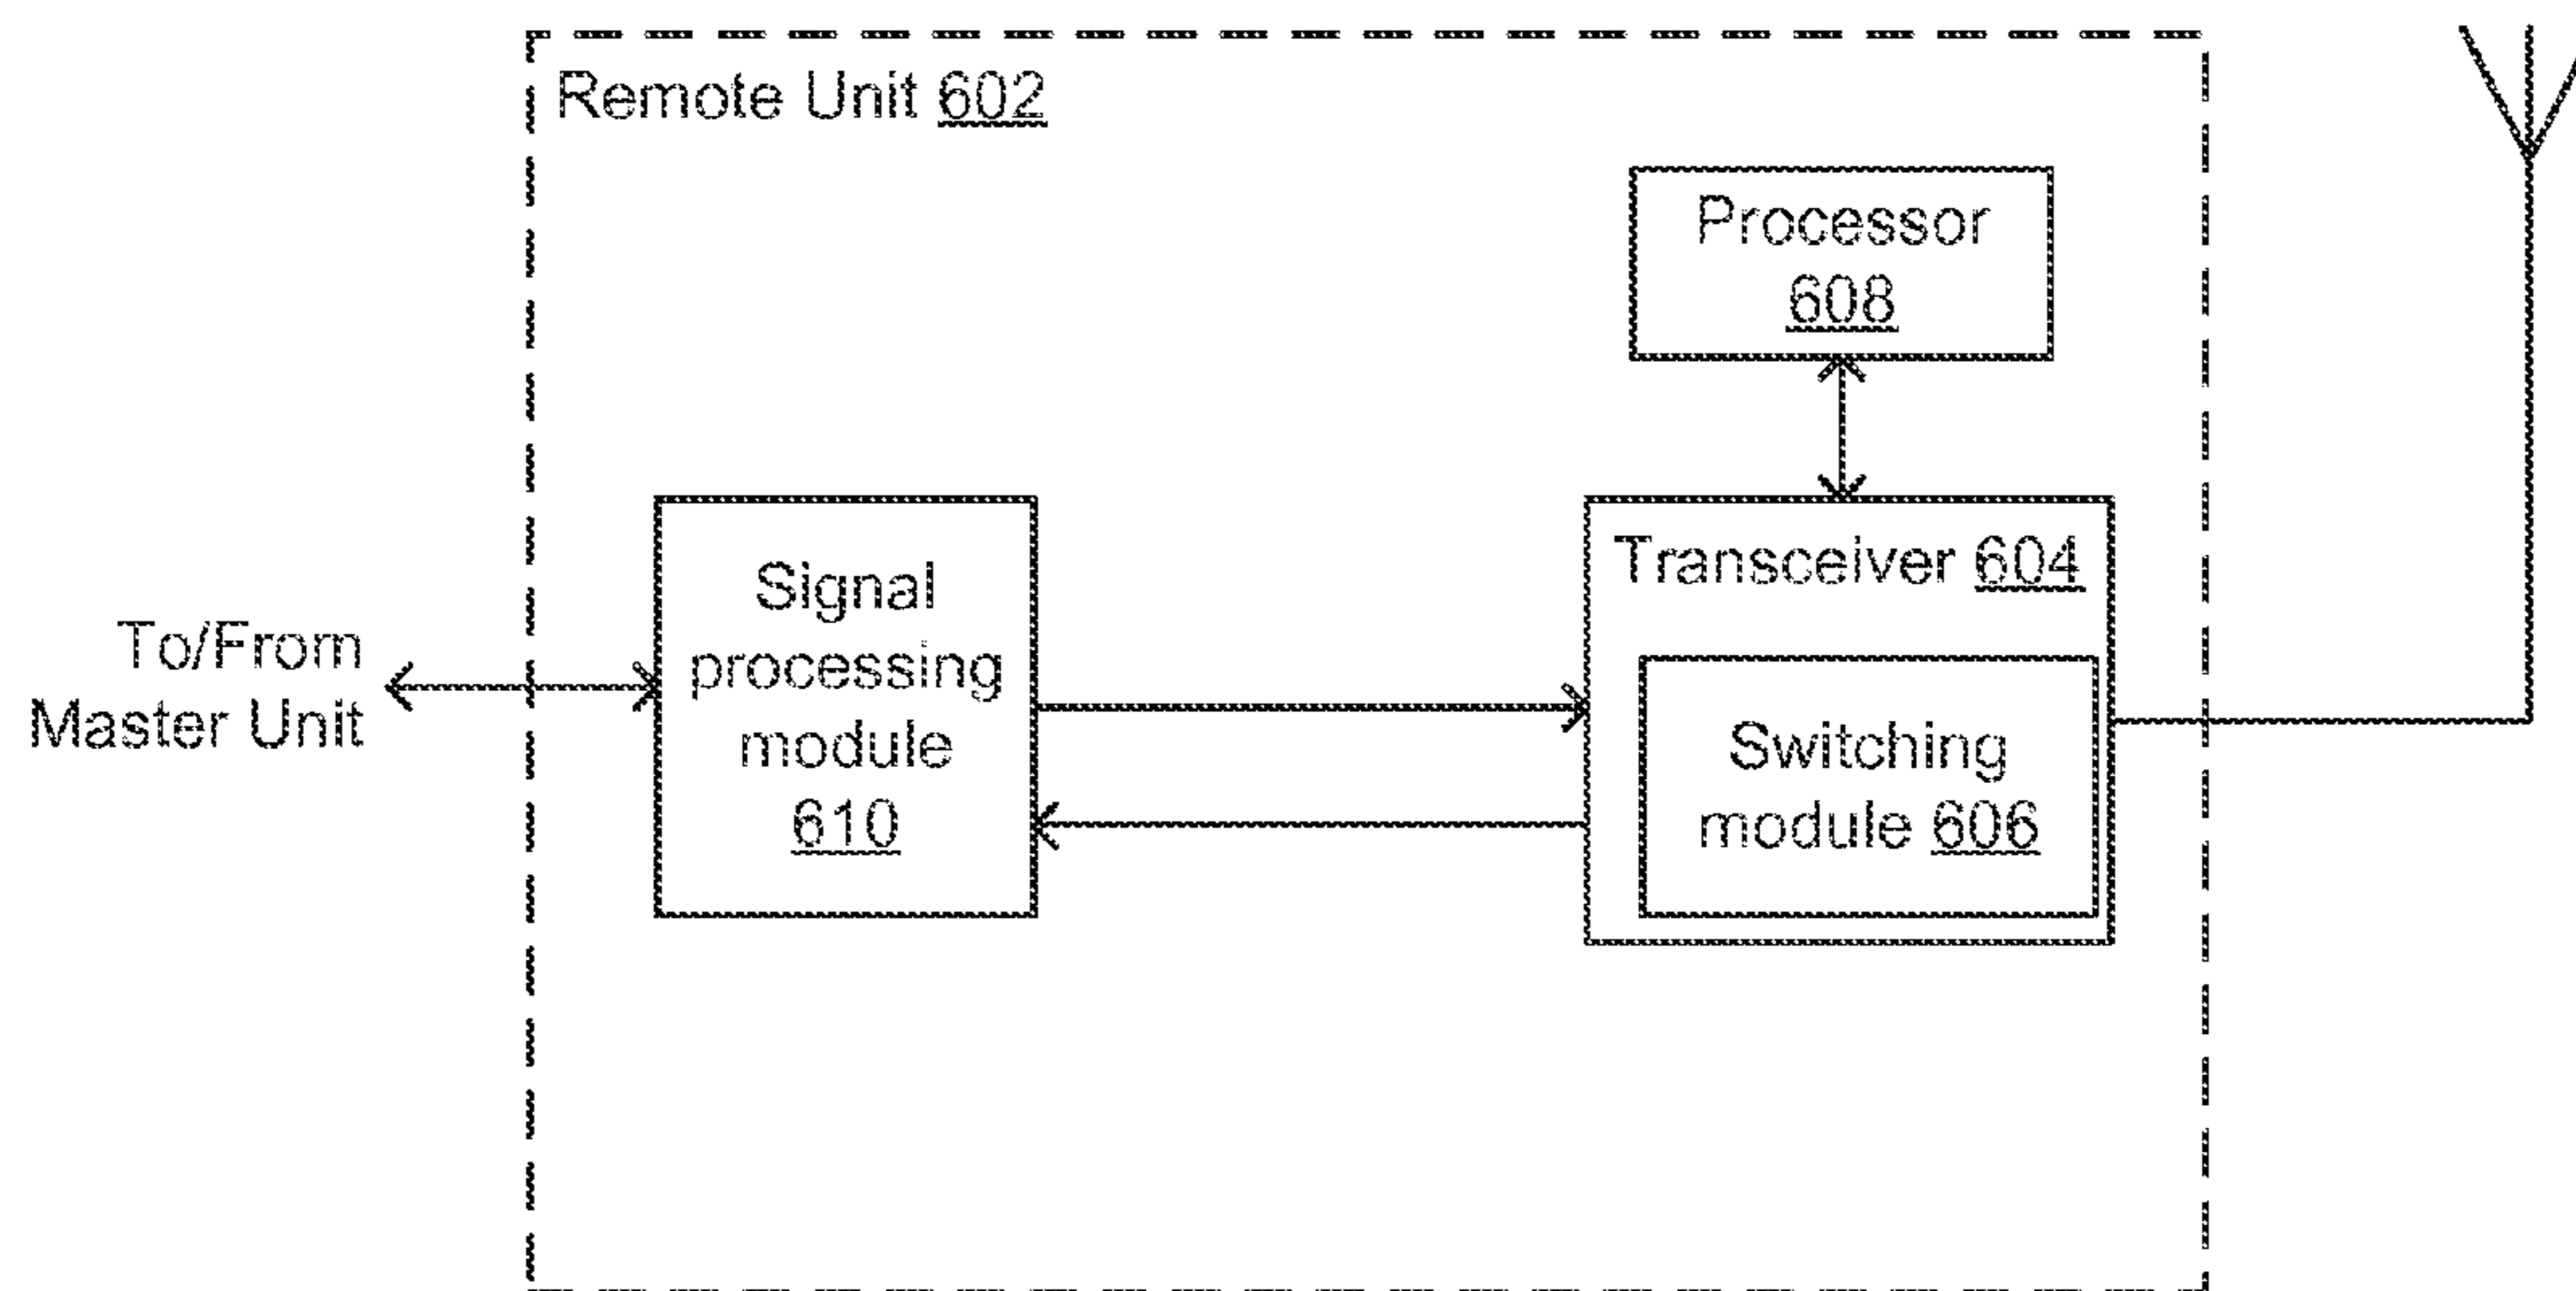 Remote Unit 602
Processor
608
Signal
processing
module
610
Transceiver 604
Switching
module 606
To/From
Master Unit